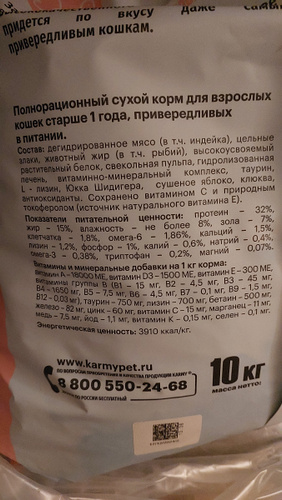 придется по вкусу даже самым
привередливым кошкам.
Полнорационный сухой корм для взрослых
кошек старше 1 года, привередливых
в питании.
Состав: дегидрированное мясо (в т.ч. индейка), цельные
злаки, животный жир (в т.ч. рыбий), высокоусвояемый
растительный белок, свекольная пульпа, гидролизованная
печень, витаминно-минеральный комплекс, таурин,
L - лизин, Юкка Шидигера, сушеное яблоко, клюква,
антиоксиданты. Сохранено витамином С и природным
токоферолом (источник натурального витамина Е).
Показатели питательной ценности: протеин – 32%,
жир – 15%, влажность – не более 8%, зола – 7%,
клетчатка – 1,8%, омега-6 – 1.86%, кальций – 1,5%,
лизин – 1,2%, фосфор – 1%, калий – 0.6%, натрий – 0.4%,
омега-3 – 0.38%, триптофан – 0.2%, магний – 0.07%.
Витамины и минеральные добавки на 1 кг корма:
витамин А – 19000 МЕ, витамин D3 – 1500 МЕ, витамин Е – 300 МЕ,
витамины группы В (В1 – 15 мг, В2 – 4.5 мг, В3 – 45 мг,
В4 – 1650 мг, В5 – 7.5 мг, В6 – 4.5 мг, В7 – 0.1 мг, В9 – 1.5 мг,
В12 – 0.03 мг), таурин – 750 мг, лизин – 700 мг, бетаин – 500 мг,
железо – 82 мг, цинк – 60 мг, витамин С – 15 мг, марганец – 11 мг,
медь – 7.5 мг, йод – 1.1 мг, витамин К – 0.15 мг, селен – 0.1 мг.
Энергетическая ценность: 3910 ккал/кг.
www.karmypet.ru
ПО ВОПРОСАМ ПРИОБРЕТЕНИЯ И КАЧЕСТВА ПРОДУКЦИИ KARMY
8 800 550-24-68
ПО РОССИИ БЕСПЛАТНЫЙ
10 КГ
масса нетто: